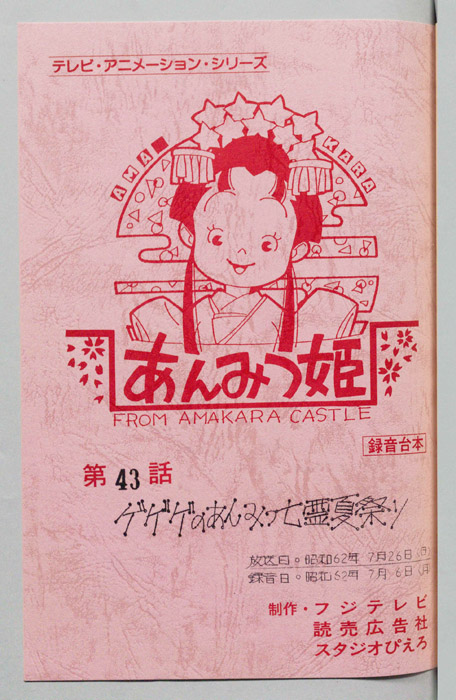 テレビ・アニメーション・シリーズ
AMA KARA
あんみつ姫
FROM AMAKARA CASTLE
録音台本
第43話
ゲゲゲのあんみつ七霊夏祭り
放送日。昭和62年 7月26日(日)
録音日。昭和62年 7月6日(月)
制作・フジテレビ
読売広告社
スタジオぴえろ